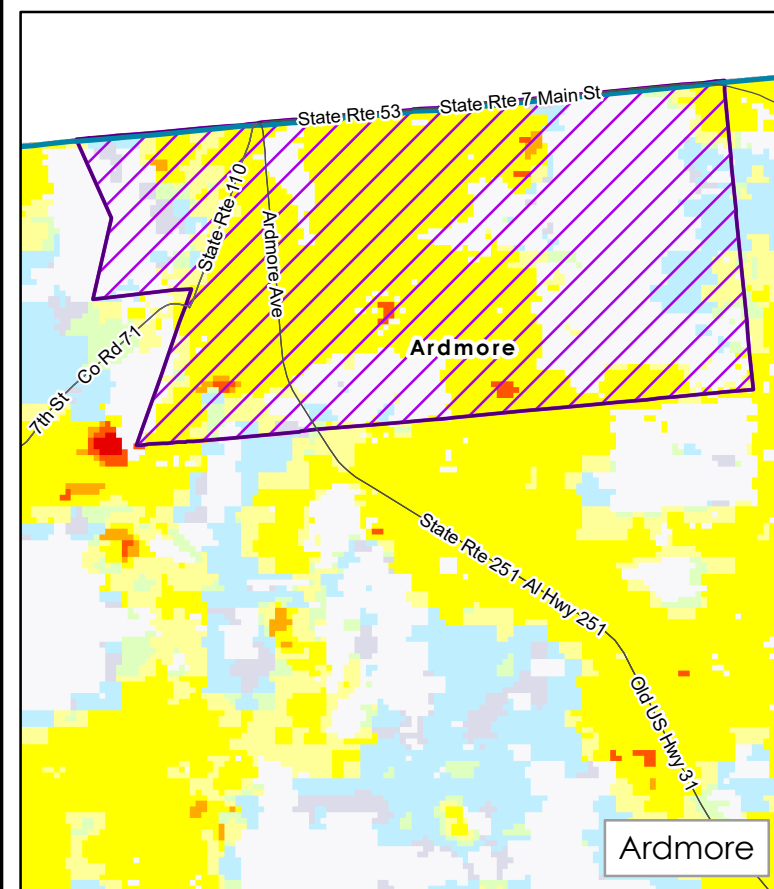 State Rte 53
State Rte 7 Main St
State Rte 110
Ardmore Ave
Ardmore
7th St
Co Rd 71
State Rte 251 Al Hwy 251
Old US Hwy 31
Ardmore